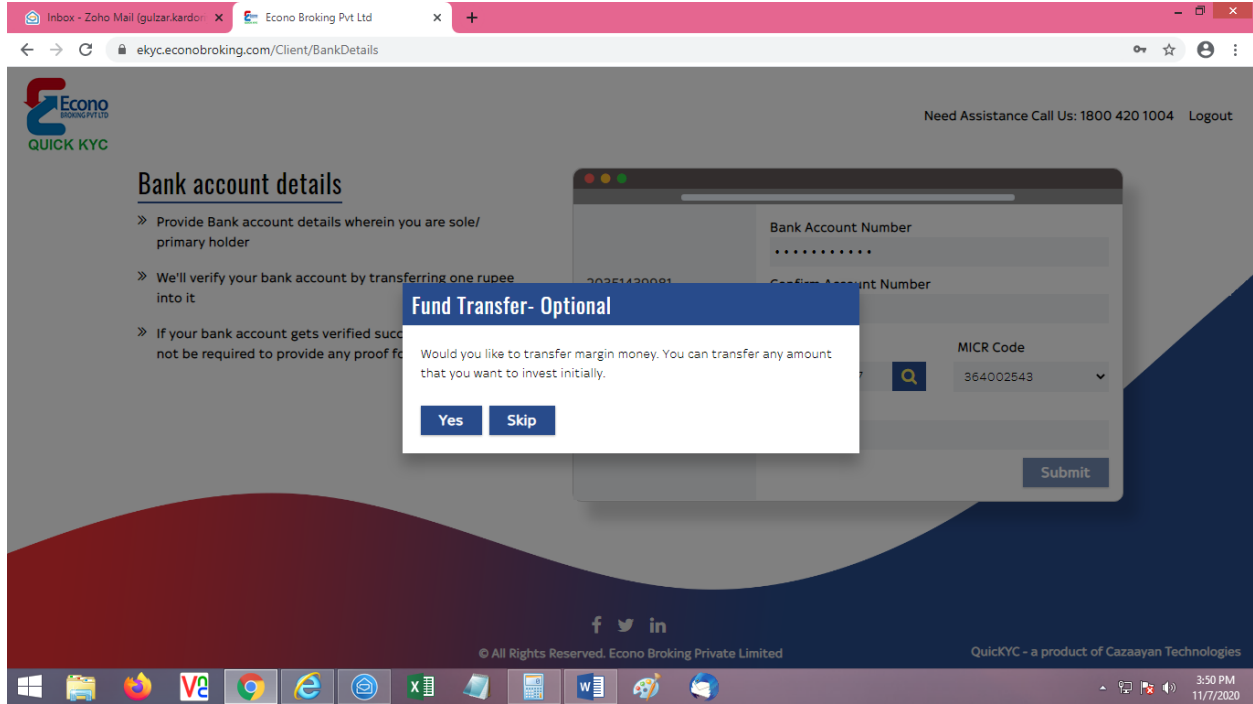 Inbox - Zoho Mail (gulzar.kardor
Econo Broking Pvt Ltd
ekyc.econobroking.com/Client/BankDetails
Econo
BROKING PVT LTD
QUICK KYC
Need Assistance Call Us: 1800 420 1004 Logout
Bank account details
Provide Bank account details wherein you are sole/
primary holder
We'll verify your bank account by transferring one rupee
into it
If your bank account gets verified succ
not be required to provide any proof fo
Bank Account Number
20351439981
Confirm Account Number
MICR Code
364002543
Submit
Fund Transfer- Optional
Would you like to transfer margin money. You can transfer any amount
that you want to invest initially.
Yes Skip
© All Rights Reserved. Econo Broking Private Limited
QuicKYC - a product of Cazaayan Technologies
3:50 PM
11/7/2020